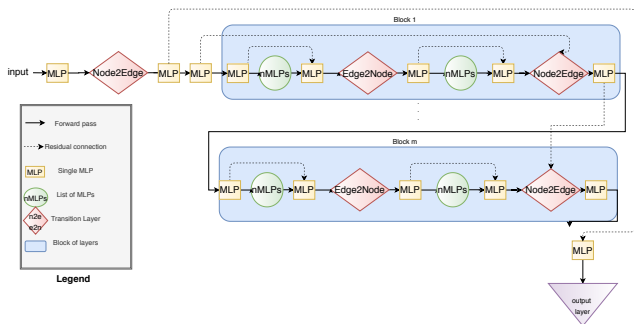 Block 1
input MLP Node2Edge MLP MLP MLP nMLPs MLP Edge2Node MLP nMLPs MLP Node2Edge MLP
Block m
MLP nMLPs MLP Edge2Node MLP nMLPs MLP Node2Edge MLP
MLP
output
layer
Forward pass
Residual connection
MLP Single MLP
nMLPs List of MLPs
n2e
e2n
Transition Layer
Block of layers
Legend